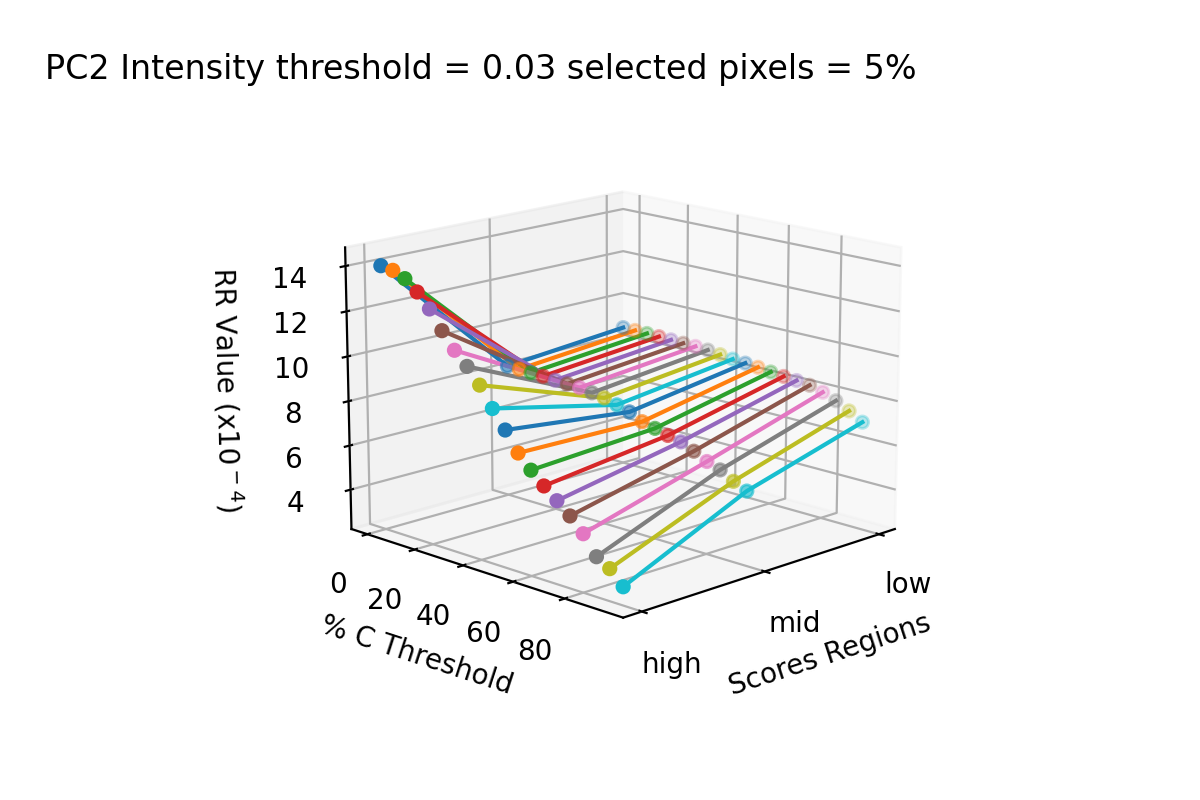 PC2 Intensity threshold = 0.03 selected pixels = 5%
RR Value (x10⁻⁴)
14
12
10
8
6
4
0
20
40
60
80
% C Threshold
high
mid
low
Scores Regions